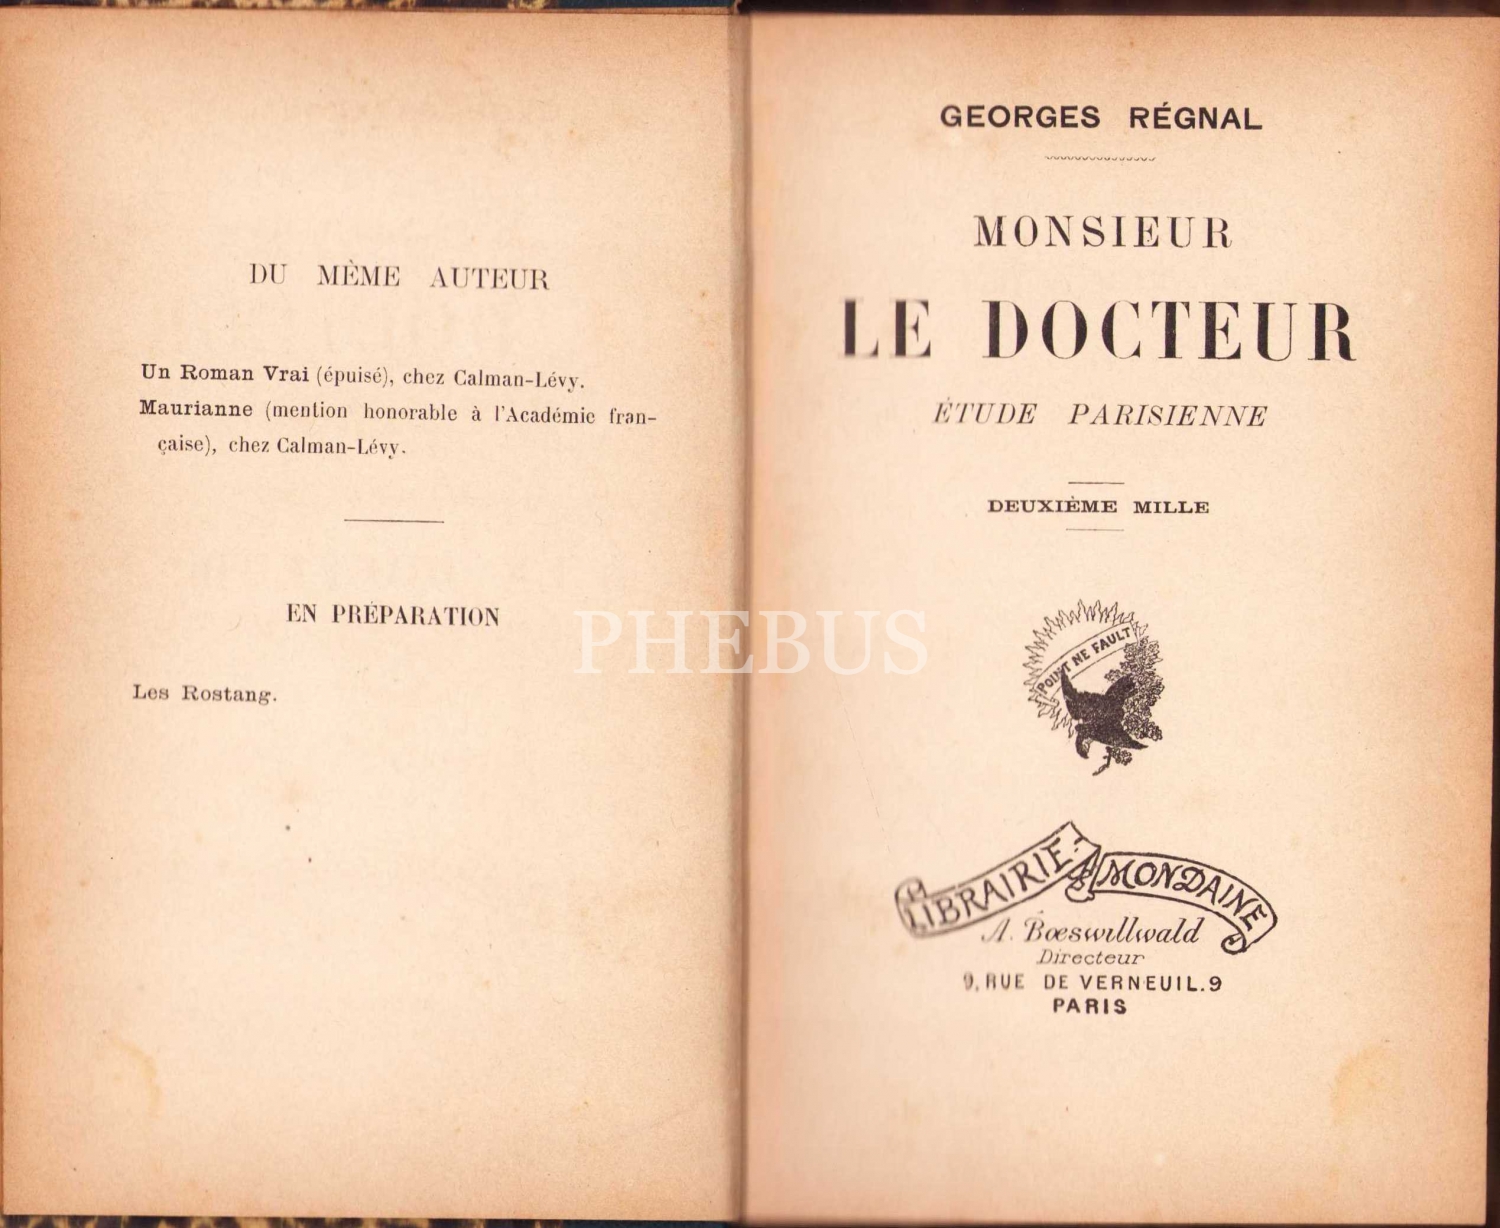 DU MÊME AUTEUR
Un Roman Vrai (épuisé), chez Calman-Lévy.
Maurianne (mention honorable à l'Académie fran-
çaise), chez Calman-Lévy.
EN PRÉPARATION
Les Rostang.
PHEBUS
GEORGES RÉGNAL
MONSIEUR
LE DOCTEUR
ÉTUDE PARISIENNE
DEUXIÈME MILLE
POINT NE FAULT
LIBRAIRIE MONDAINE
A. Bœswillwald
Directeur
9, RUE DE VERNEUIL. 9
PARIS